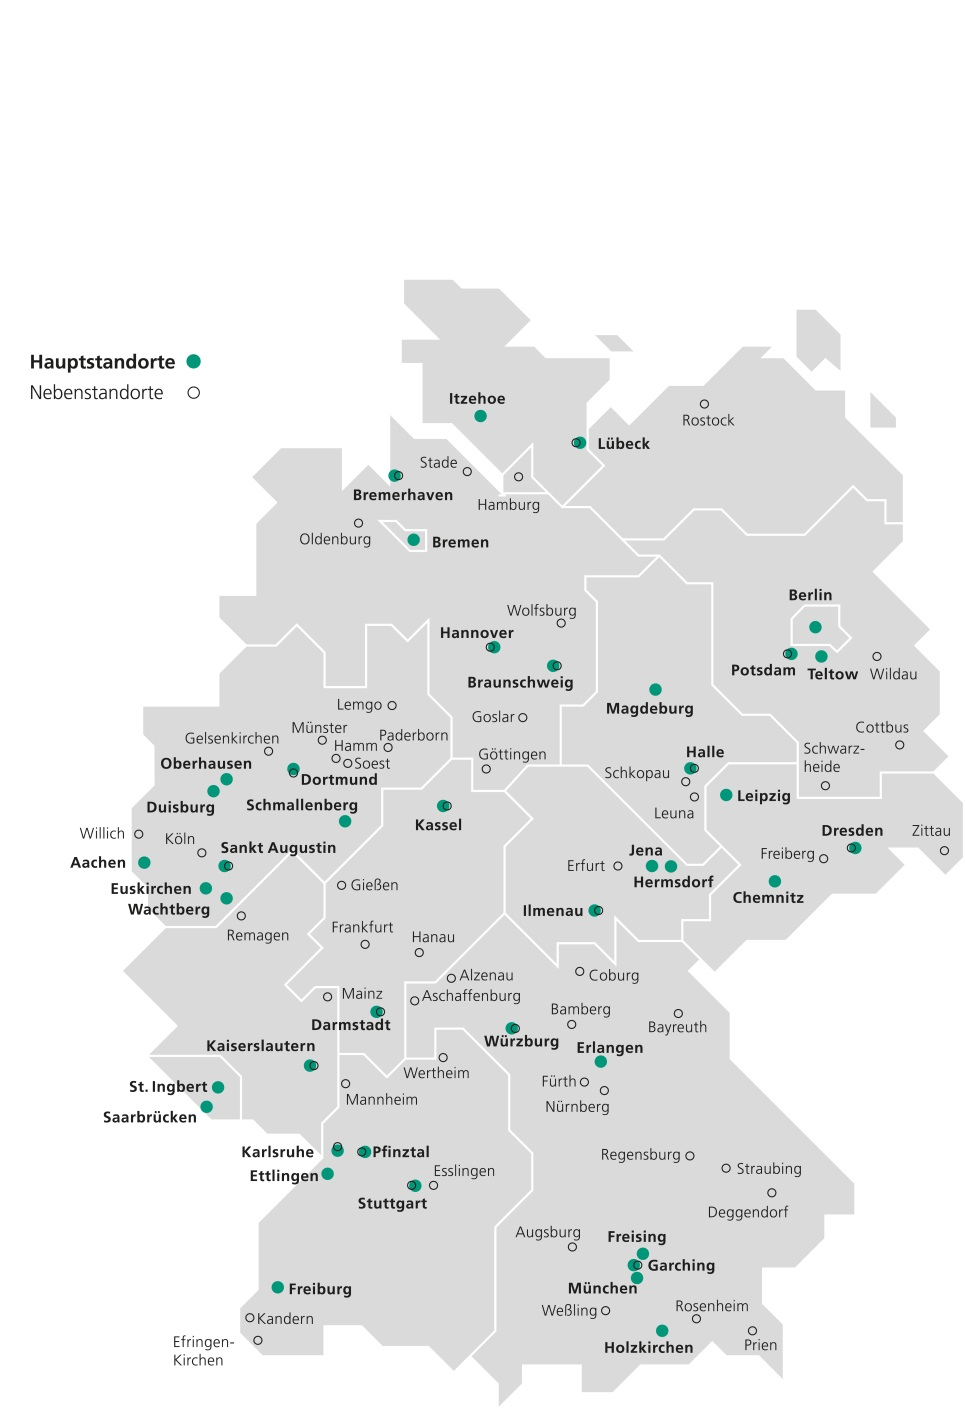 Hauptstandorte
Nebenstandorte
Itzehoe
Rostock
Lübeck
Stade
Bremerhaven
Hamburg
Oldenburg
Bremen
Berlin
Wolfsburg
Hannover
Potsdam
Teltow
Wildau
Braunschweig
Lemgo
Magdeburg
Goslar
Münster
Cottbus
Gelsenkirchen
Paderborn
Hamm
Göttingen
Halle
Schwarz-
heide
Oberhausen
Soest
Schkopau
Dortmund
Duisburg
Schmallenberg
Leipzig
Leuna
Kassel
Willich
Köln
Dresden
Zittau
Sankt Augustin
Jena
Freiberg
Aachen
Erfurt
Hermsdorf
Euskirchen
Gießen
Chemnitz
Wachtberg
Ilmenau
Remagen
Frankfurt
Hanau
Alzenau
Coburg
Mainz
Aschaffenburg
Bamberg
Darmstadt
Bayreuth
Würzburg
Kaiserslautern
Erlangen
Wertheim
Fürth
St. Ingbert
Mannheim
Nürnberg
Saarbrücken
Karlsruhe
Pfinztal
Regensburg
Straubing
Esslingen
Ettlingen
Stuttgart
Deggendorf
Augsburg
Freising
Garching
Freiburg
München
Weßling
Rosenheim
Kandern
Efringen-
Kirchen
Holzkirchen
Prien